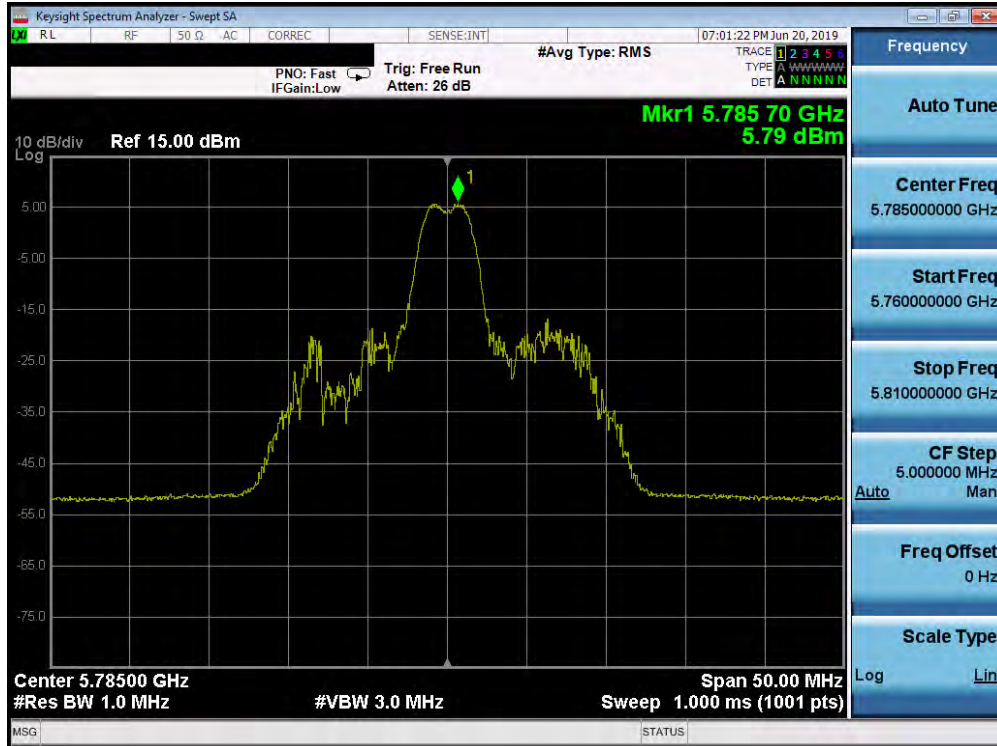 Keysight Spectrum Analyzer - Swept SA
LXI RL RF 50 Ω AC CORREC SENSE:INT 07:01:22 PM Jun 20, 2019
#Avg Type: RMS TRACE 1 2 3 4 5 6
PNO: Fast Trig: Free Run TYPE A WWWWW
IFGain:Low Atten: 26 dB DET A N N N N N
Mkr1 5.785 70 GHz
5.79 dBm
10 dB/div Ref 15.00 dBm
Log
1
5.00
-5.00
-15.0
-25.0
-35.0
-45.0
-55.0
-65.0
-75.0
Center 5.78500 GHz Span 50.00 MHz
#Res BW 1.0 MHz #VBW 3.0 MHz Sweep 1.000 ms (1001 pts)
MSG STATUS
Frequency
Auto Tune
Center Freq
5.785000000 GHz
Start Freq
5.760000000 GHz
Stop Freq
5.810000000 GHz
CF Step
5.000000 MHz
Auto Man
Freq Offset
0 Hz
Scale Type
Log Lin